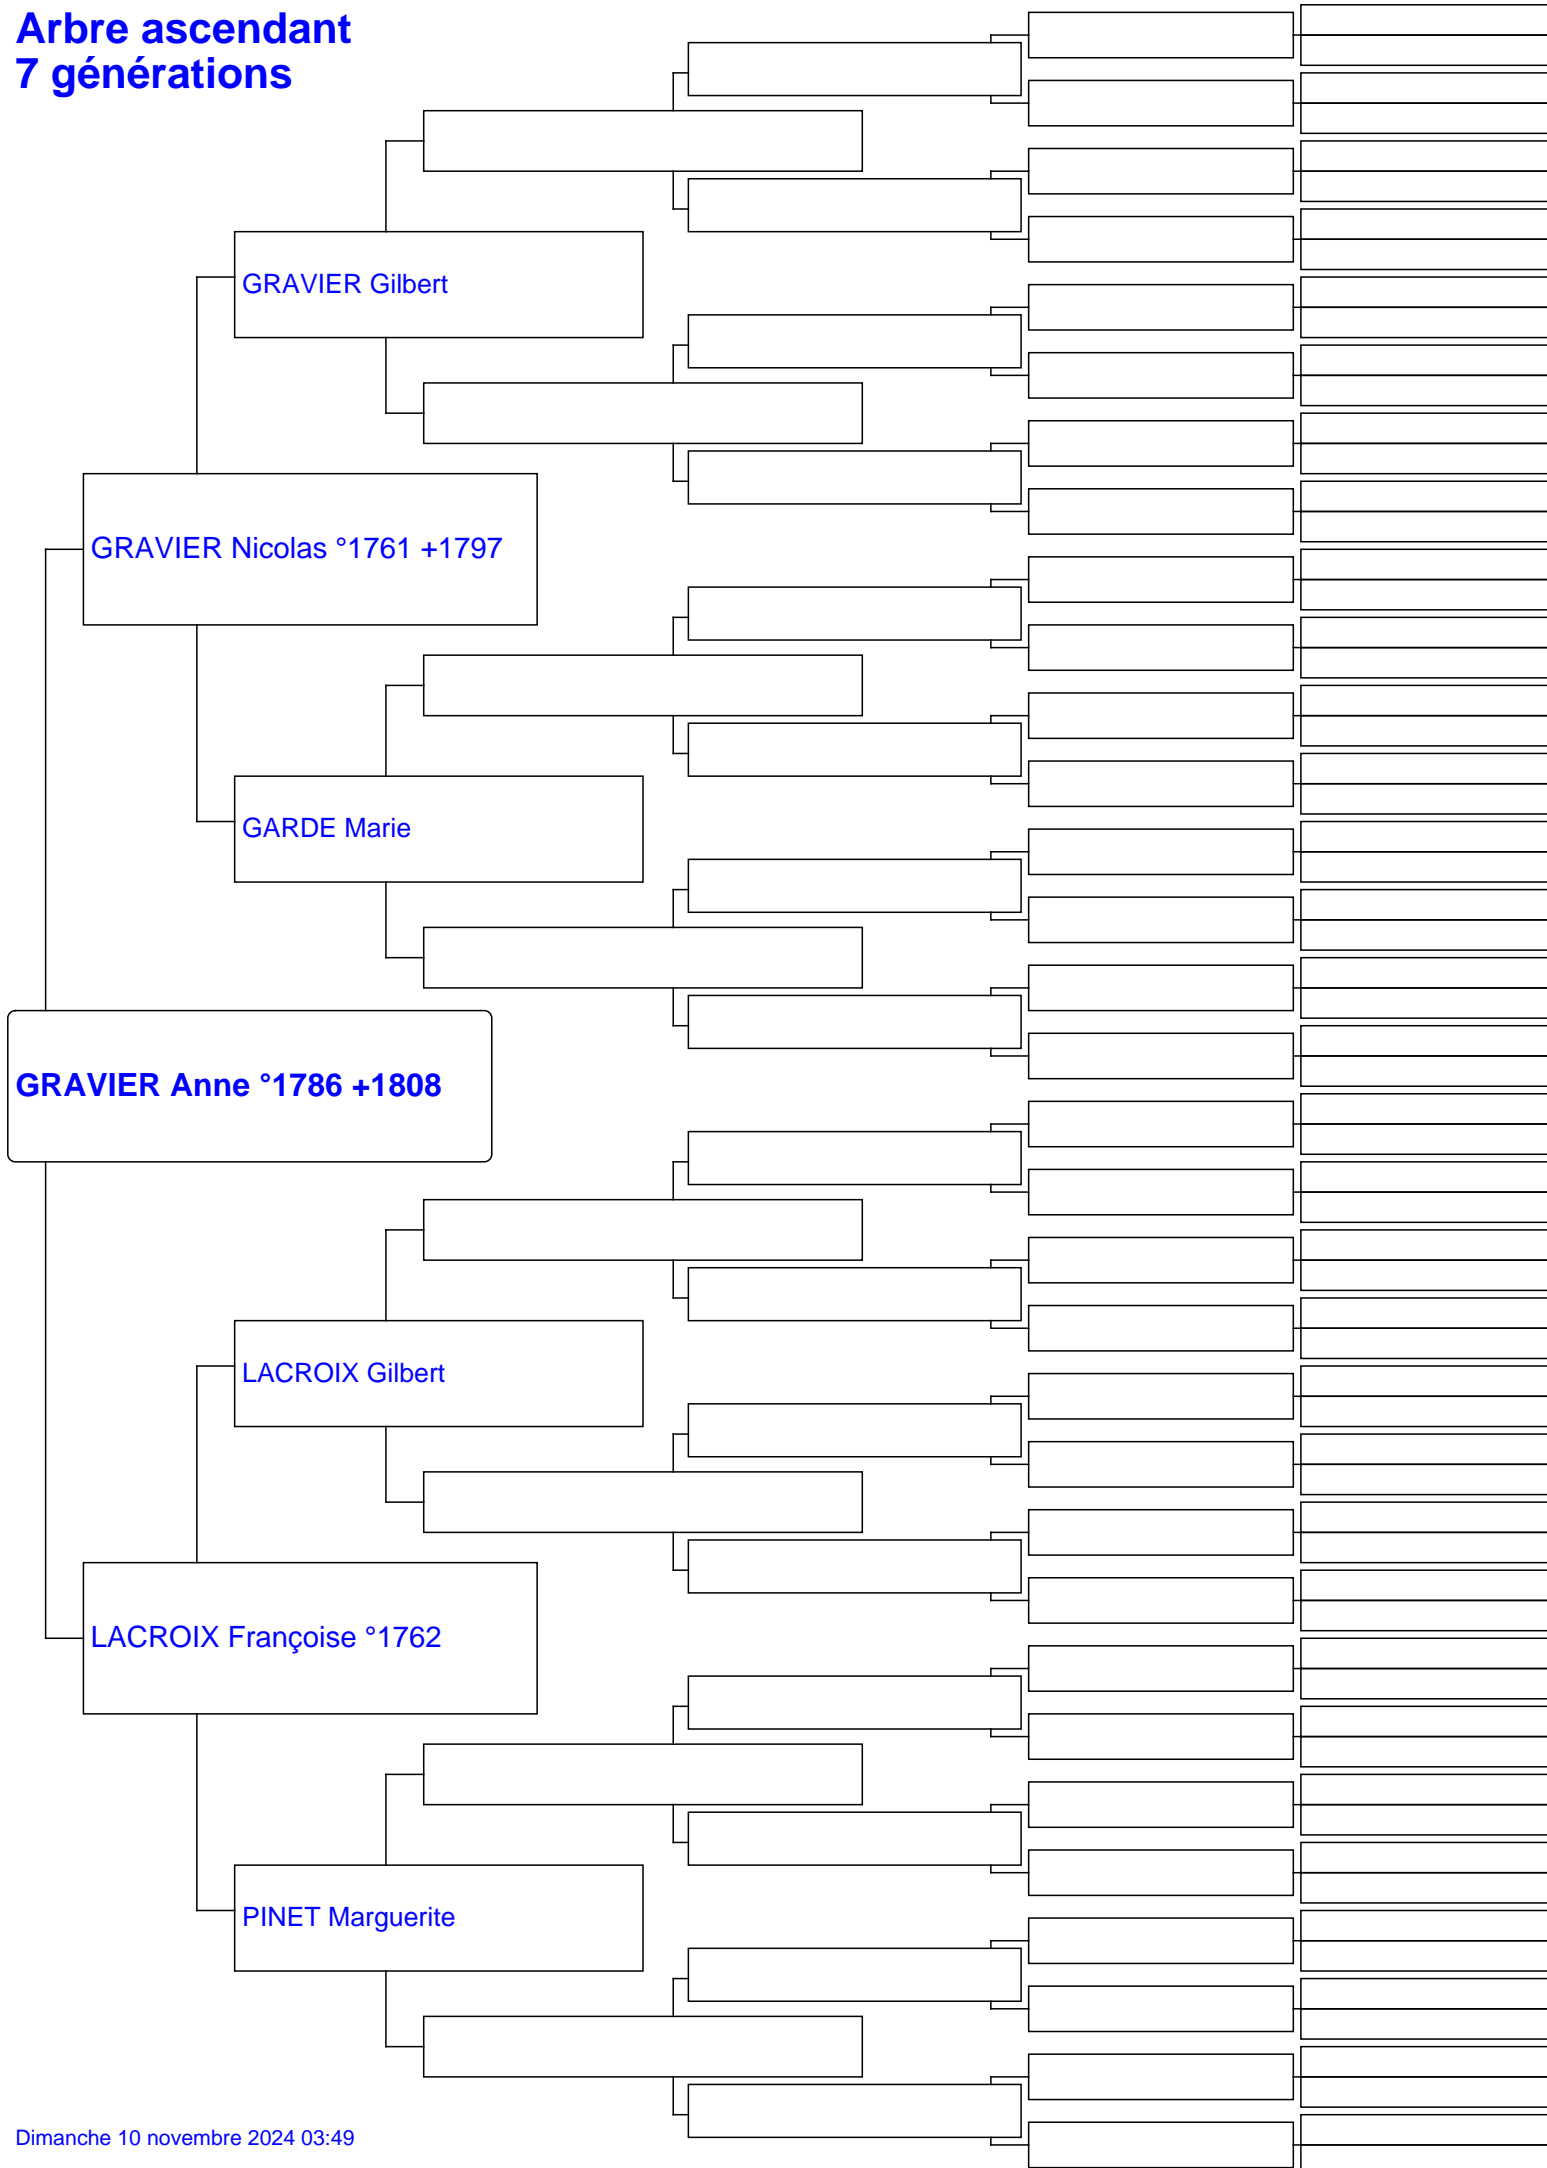 Arbre ascendant
7 générations
GRAVIER Gilbert
GRAVIER Nicolas °1761 +1797
GARDE Marie
GRAVIER Anne °1786 +1808
LACROIX Gilbert
LACROIX Françoise °1762
PINET Marguerite
Dimanche 10 novembre 2024 03:49